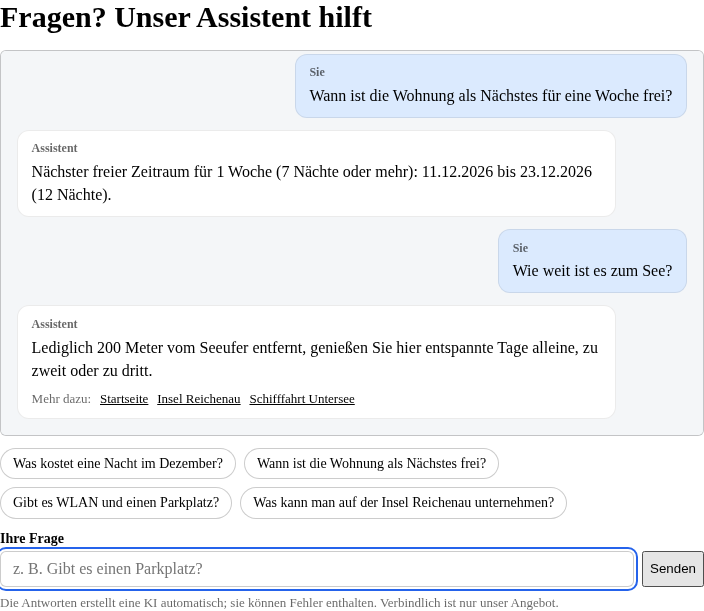 Fragen? Unser Assistent hilft
Sie
Wann ist die Wohnung als Nächstes für eine Woche frei?
Assistent
Nächster freier Zeitraum für 1 Woche (7 Nächte oder mehr): 11.12.2026 bis 23.12.2026
(12 Nächte).
Sie
Wie weit ist es zum See?
Assistent
Lediglich 200 Meter vom Seeufer entfernt, genießen Sie hier entspannte Tage alleine, zu
zweit oder zu dritt.
Mehr dazu: Startseite Insel Reichenau Schifffahrt Untersee
Was kostet eine Nacht im Dezember? Wann ist die Wohnung als Nächstes frei?
Gibt es WLAN und einen Parkplatz? Was kann man auf der Insel Reichenau unternehmen?
Ihre Frage
z. B. Gibt es einen Parkplatz? Senden
Die Antworten erstellt eine KI automatisch; sie können Fehler enthalten. Verbindlich ist nur unser Angebot.